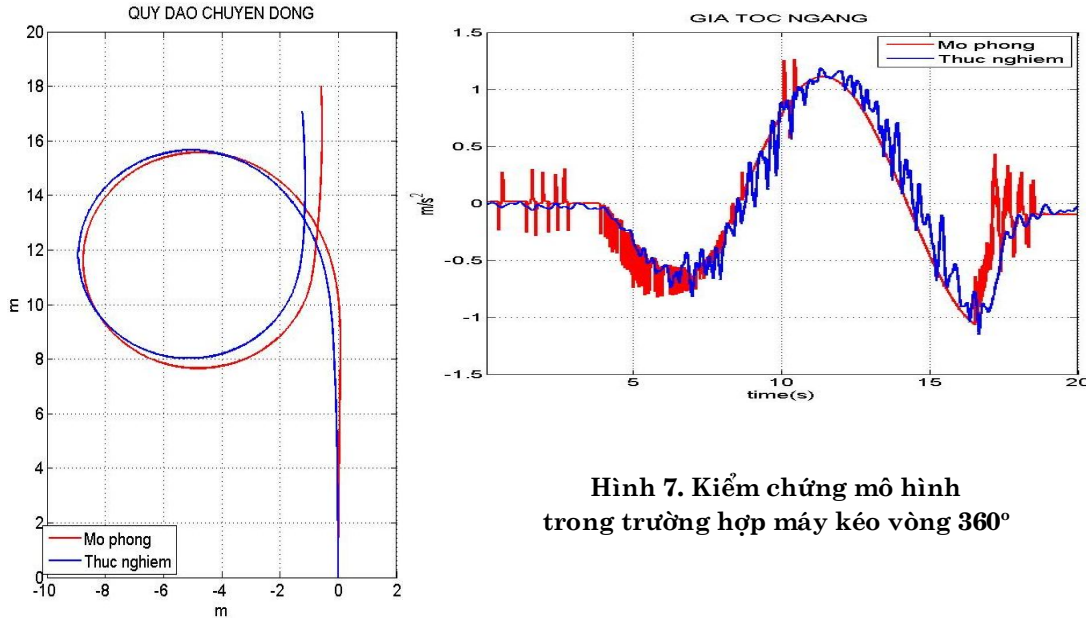 QUY DAO CHUYEN DONG
20
18
16
14
12
10
8
6
4
2
0
m
-10 -8 -6 -4 -2 0 2
m
Mo phong
Thuc nghiem
GIA TOC NGANG
1.5
1
0.5
0
-0.5
-1
-1.5
m/s²
5 10 15 20
time(s)
Mo phong
Thuc nghiem
Hình 7. Kiểm chứng mô hình
trong trường hợp máy kéo vòng 360º